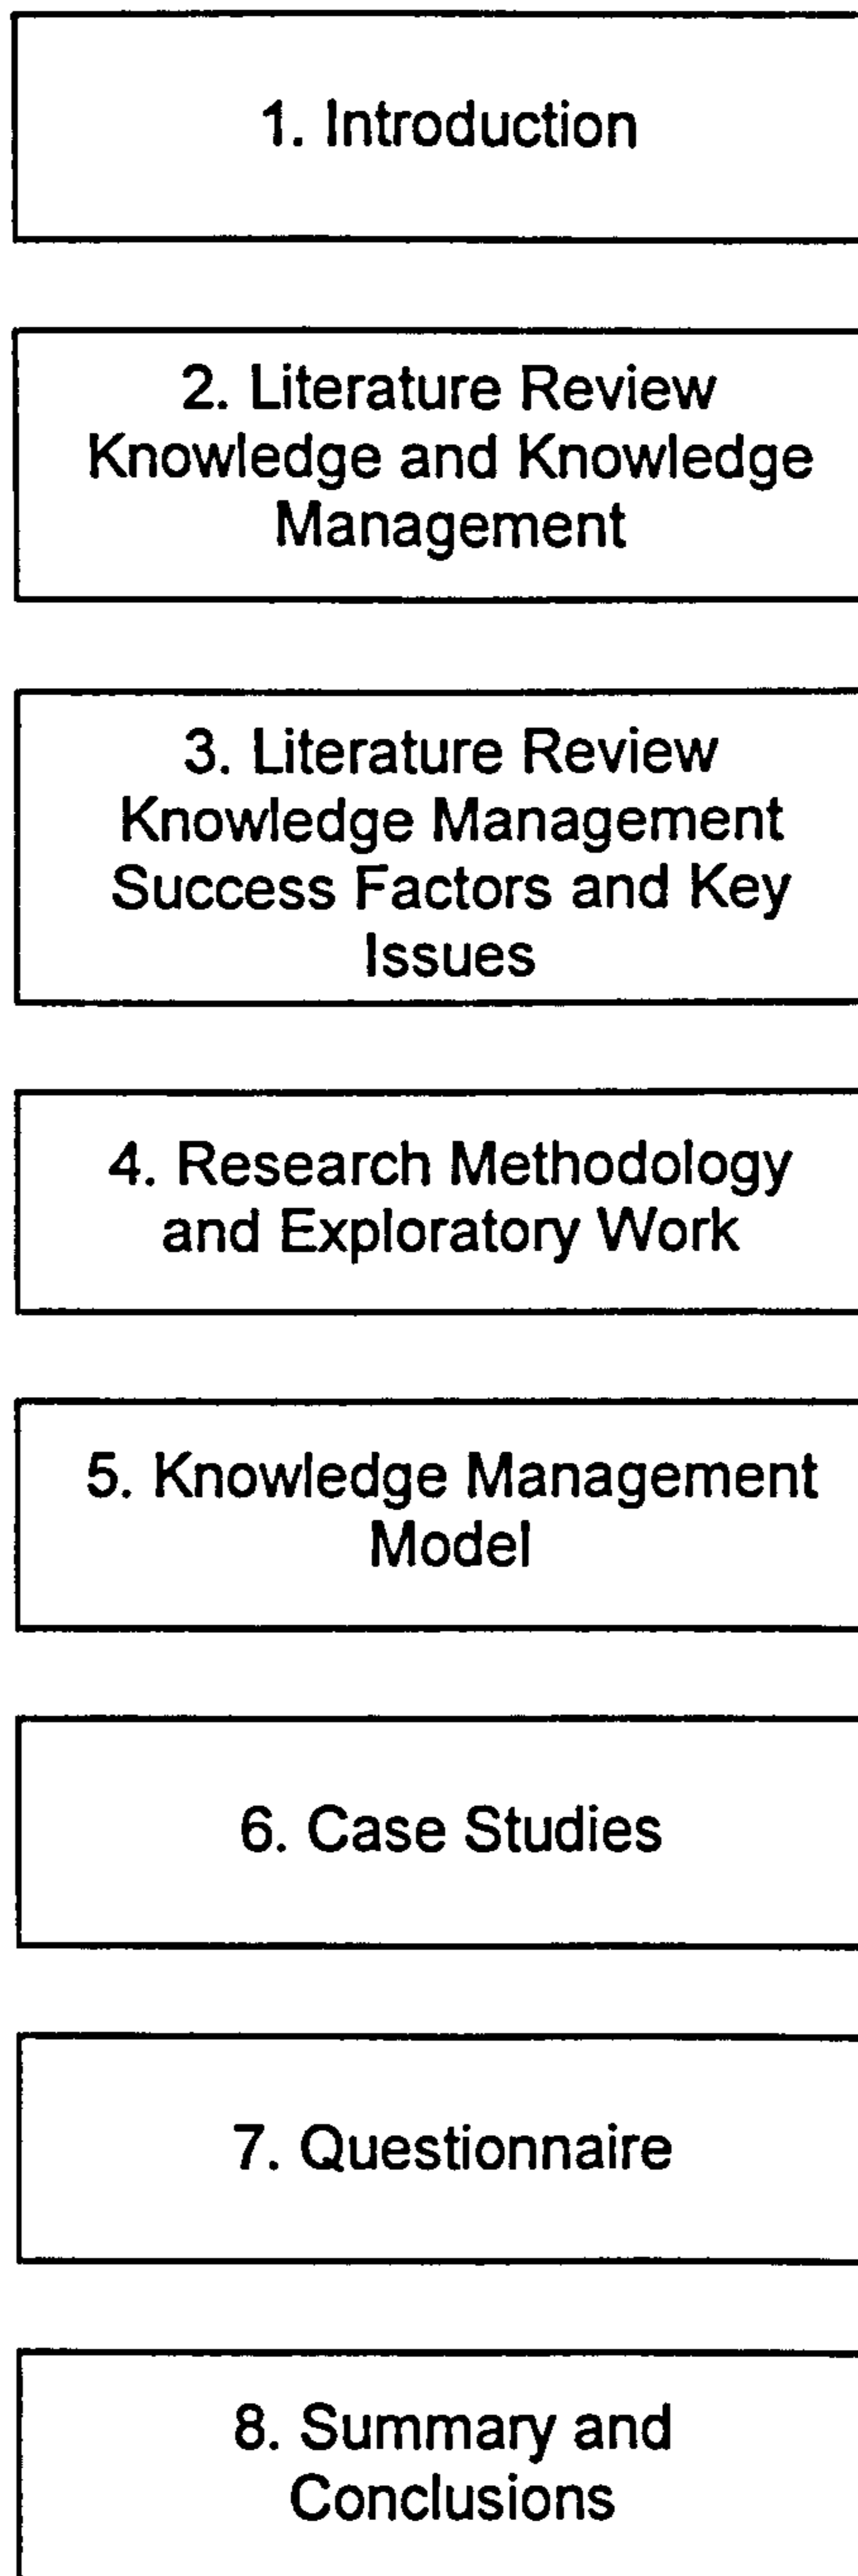 1. Introduction
2. Literature Review
Knowledge and Knowledge
Management
3. Literature Review
Knowledge Management
Success Factors and Key
Issues
4. Research Methodology
and Exploratory Work
5. Knowledge Management
Model
6. Case Studies
7. Questionnaire
8. Summary and
Conclusions